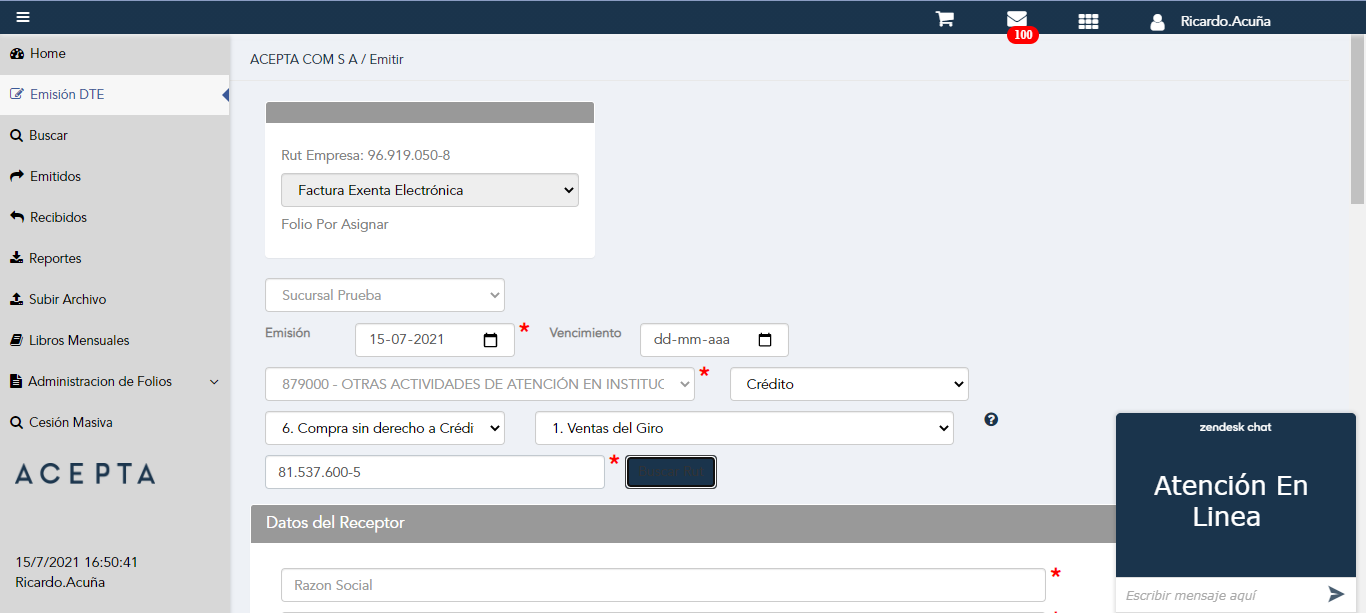 100
Ricardo.Acuña
Home
Emisión DTE
Buscar
Emitidos
Recibidos
Reportes
Subir Archivo
Libros Mensuales
Administracion de Folios
Cesión Masiva
ACEPTA
15/7/2021 16:50:41
Ricardo.Acuña
ACEPTA COM S A / Emitir
Rut Empresa: 96.919.050-8
Factura Exenta Electrónica
Folio Por Asignar
Sucursal Prueba
Emisión 15-07-2021 * Vencimiento dd-mm-aaa
879000 - OTRAS ACTIVIDADES DE ATENCIÓN EN INSTITUC * Crédito
6. Compra sin derecho a Crédi 1. Ventas del Giro ?
81.537.600-5 *
Datos del Receptor
Razon Social *
zendesk chat
Atención En
Linea
Escribir mensaje aquí